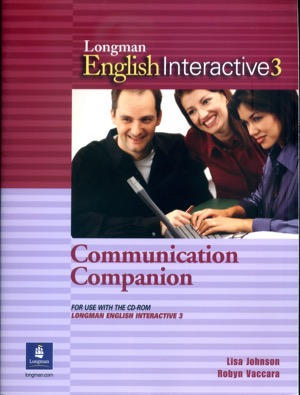 Longman
English Interactive 3
Communication
Companion
FOR USE WITH THE CD-ROM
LONGMAN ENGLISH INTERACTIVE 3
Lisa Johnson
Robyn Vaccara
Longman
longman.com